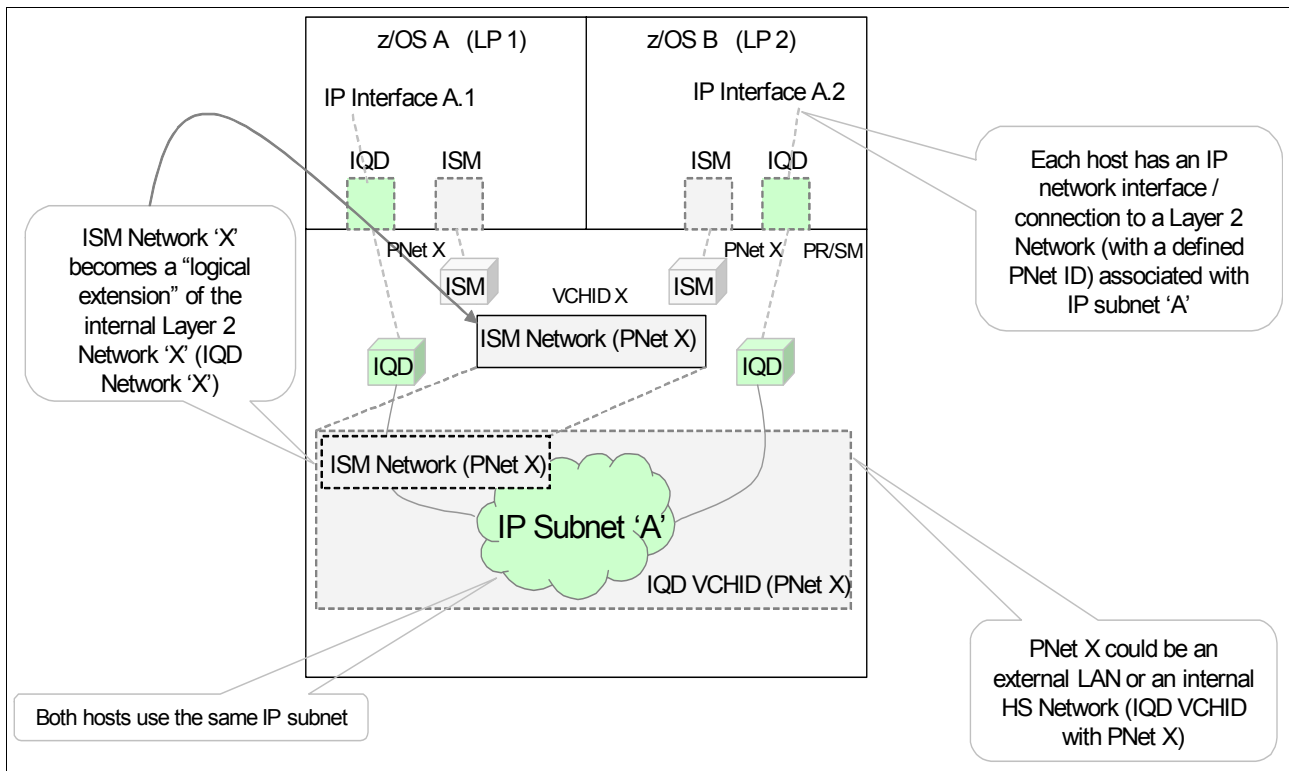 z/OS A (LP 1)
z/OS B (LP 2)
IP Interface A.1
IP Interface A.2
IQD
ISM
ISM
IQD
PNet X
PNet X
PR/SM
ISM
ISM
VCHID X
ISM Network (PNet X)
IQD
IQD
ISM Network (PNet X)
IP Subnet ‘A’
IQD VCHID (PNet X)
ISM Network ‘X’
becomes a “logical
extension” of the
internal Layer 2
Network ‘X’ (IQD
Network ‘X’)
Each host has an IP
network interface /
connection to a Layer 2
Network (with a defined
PNet ID) associated with
IP subnet ‘A’
Both hosts use the same IP subnet
PNet X could be an
external LAN or an internal
HS Network (IQD VCHID
with PNet X)